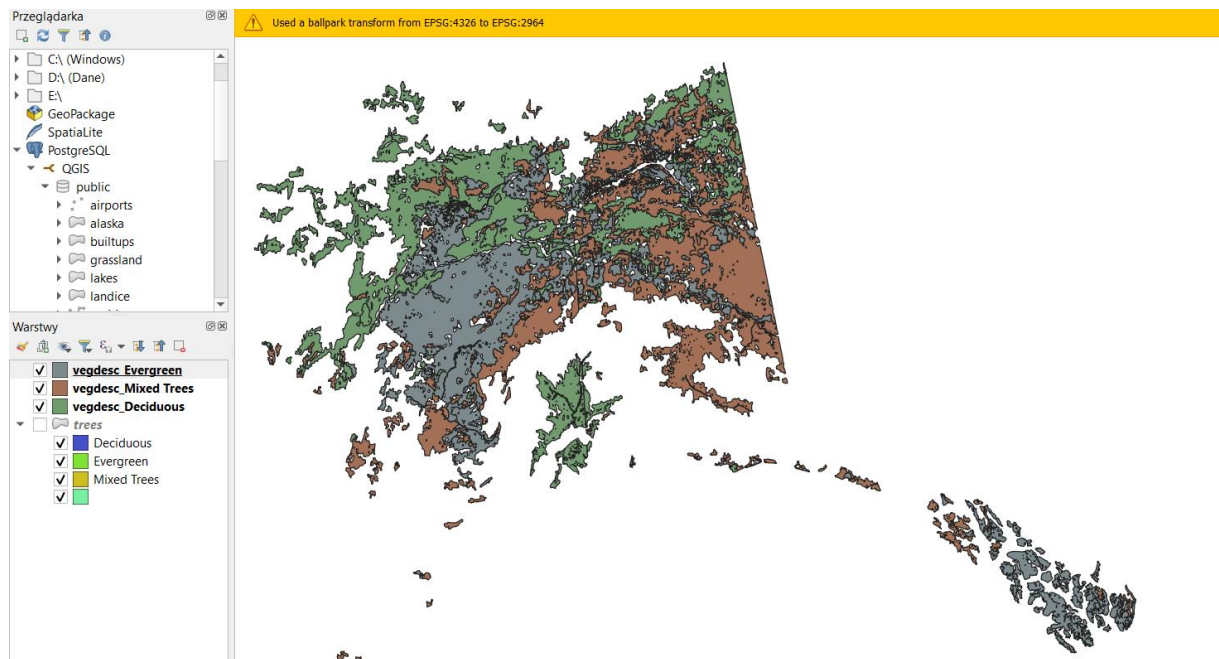 Przeglądarka
Used a ballpark transform from EPSG:4326 to EPSG:2964
C:\ (Windows)
D:\ (Dane)
E:\
GeoPackage
SpatiaLite
PostgreSQL
QGIS
public
airports
alaska
builtups
grassland
lakes
landice
Warstwy
vegdesc_Evergreen
vegdesc_Mixed Trees
vegdesc_Deciduous
trees
Deciduous
Evergreen
Mixed Trees